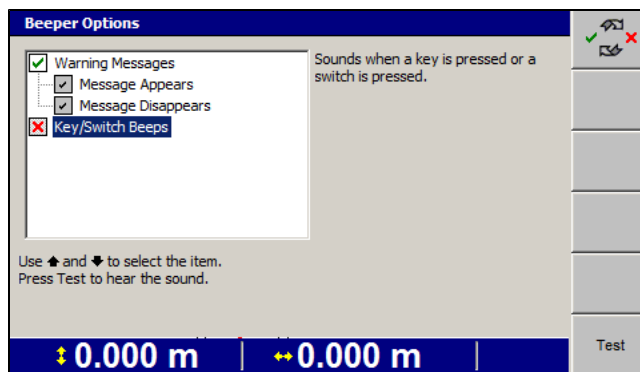 Beeper Options
Warning Messages
Message Appears
Message Disappears
Key/Switch Beeps
Sounds when a key is pressed or a
switch is pressed.
Use and to select the item.
Press Test to hear the sound.
0.000 m
0.000 m
Test